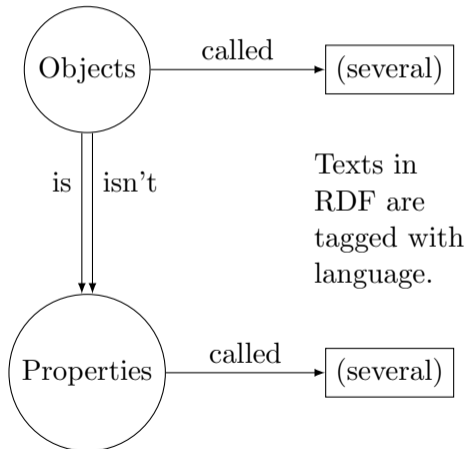 called
Objects
(several)
is
isn't
Texts in
RDF are
tagged with
language.
called
Properties
(several)